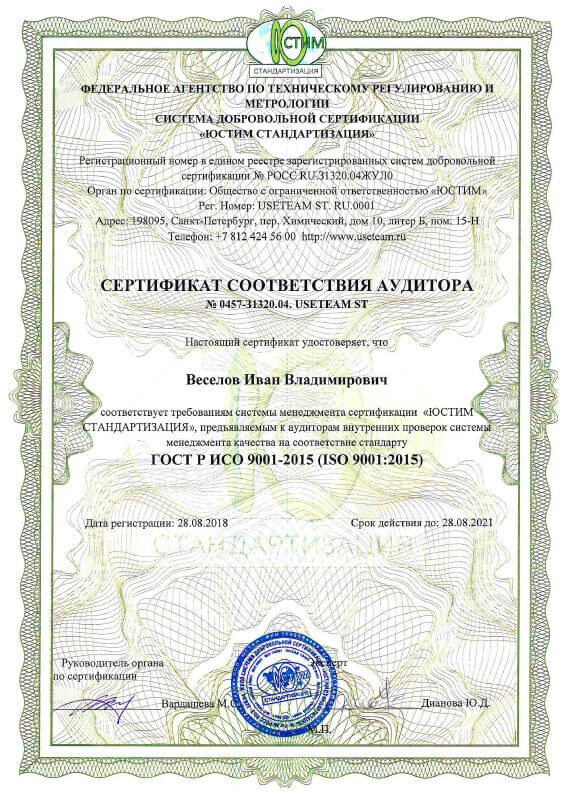 ЮСТИМ
СТАНДАРТИЗАЦИЯ
ФЕДЕРАЛЬНОЕ АГЕНТСТВО ПО ТЕХНИЧЕСКОМУ РЕГУЛИРОВАНИЮ И
МЕТРОЛОГИИ
СИСТЕМА ДОБРОВОЛЬНОЙ СЕРТИФИКАЦИИ
«ЮСТИМ СТАНДАРТИЗАЦИЯ»
Регистрационный номер в едином реестре зарегистрированных систем добровольной
сертификации № РОСС RU.31320.04ЖУЛ0
Орган по сертификации: Общество с ограниченной ответственностью «ЮСТИМ»
Рег. Номер: USETEAM ST. RU.0001
Адрес: 198095, Санкт-Петербург, пер. Химический, дом 10, литер Б, пом. 15-Н
Телефон: +7 812 424 56 00 http://www.useteam.ru
СЕРТИФИКАТ СООТВЕТСТВИЯ АУДИТОРА
№ 0457-31320.04. USETEAM ST
Настоящий сертификат удостоверяет, что
Веселов Иван Владимирович
соответствует требованиям системы менеджмента сертификации «ЮСТИМ
СТАНДАРТИЗАЦИЯ», предъявляемым к аудиторам внутренних проверок системы
менеджмента качества на соответствие стандарту
ГОСТ Р ИСО 9001-2015 (ISO 9001:2015)
Дата регистрации: 28.08.2018 Срок действия до: 28.08.2021
СТАНДАРТИЗАЦИЯ
Руководитель органа Эксперт
по сертификации
Вардашева М.С. Дианова Ю.Д.
СТАНДАРТИЗАЦИЯ
М.П.